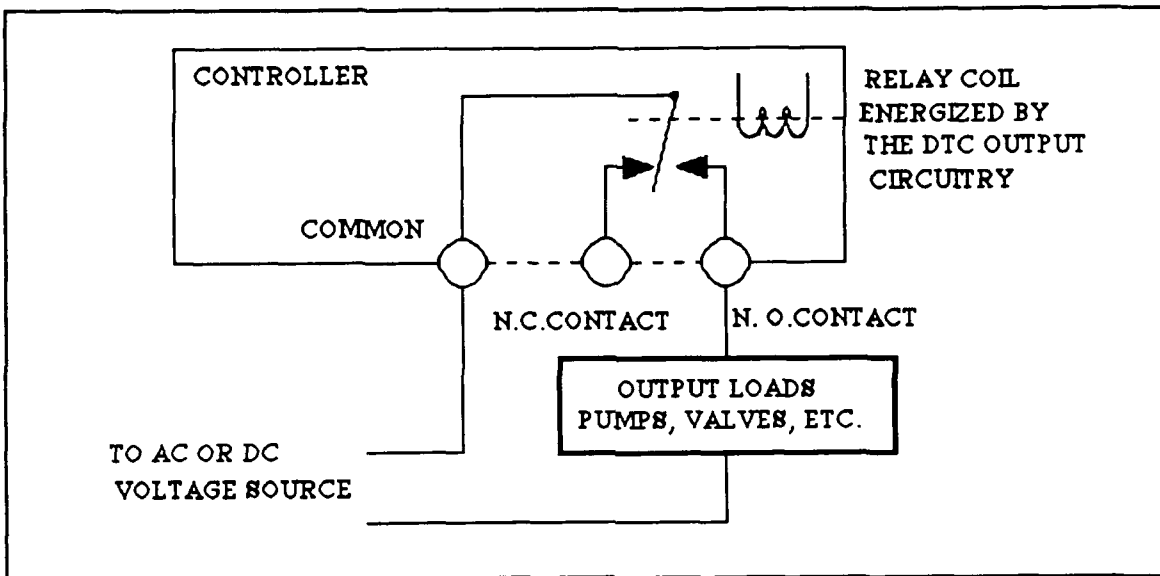 CONTROLLER
RELAY COIL
ENERGIZED BY
THE DTC OUTPUT
CIRCUITRY
COMMON
N.C.CONTACT
N. O.CONTACT
OUTPUT LOADS
PUMPS, VALVES, ETC.
TO AC OR DC
VOLTAGE SOURCE